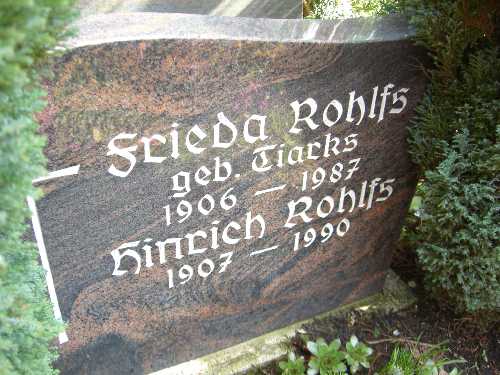 Frieda Rohlfs
geb. Tiarks
1906 – 1987
Hinrich Rohlfs
1907 – 1990